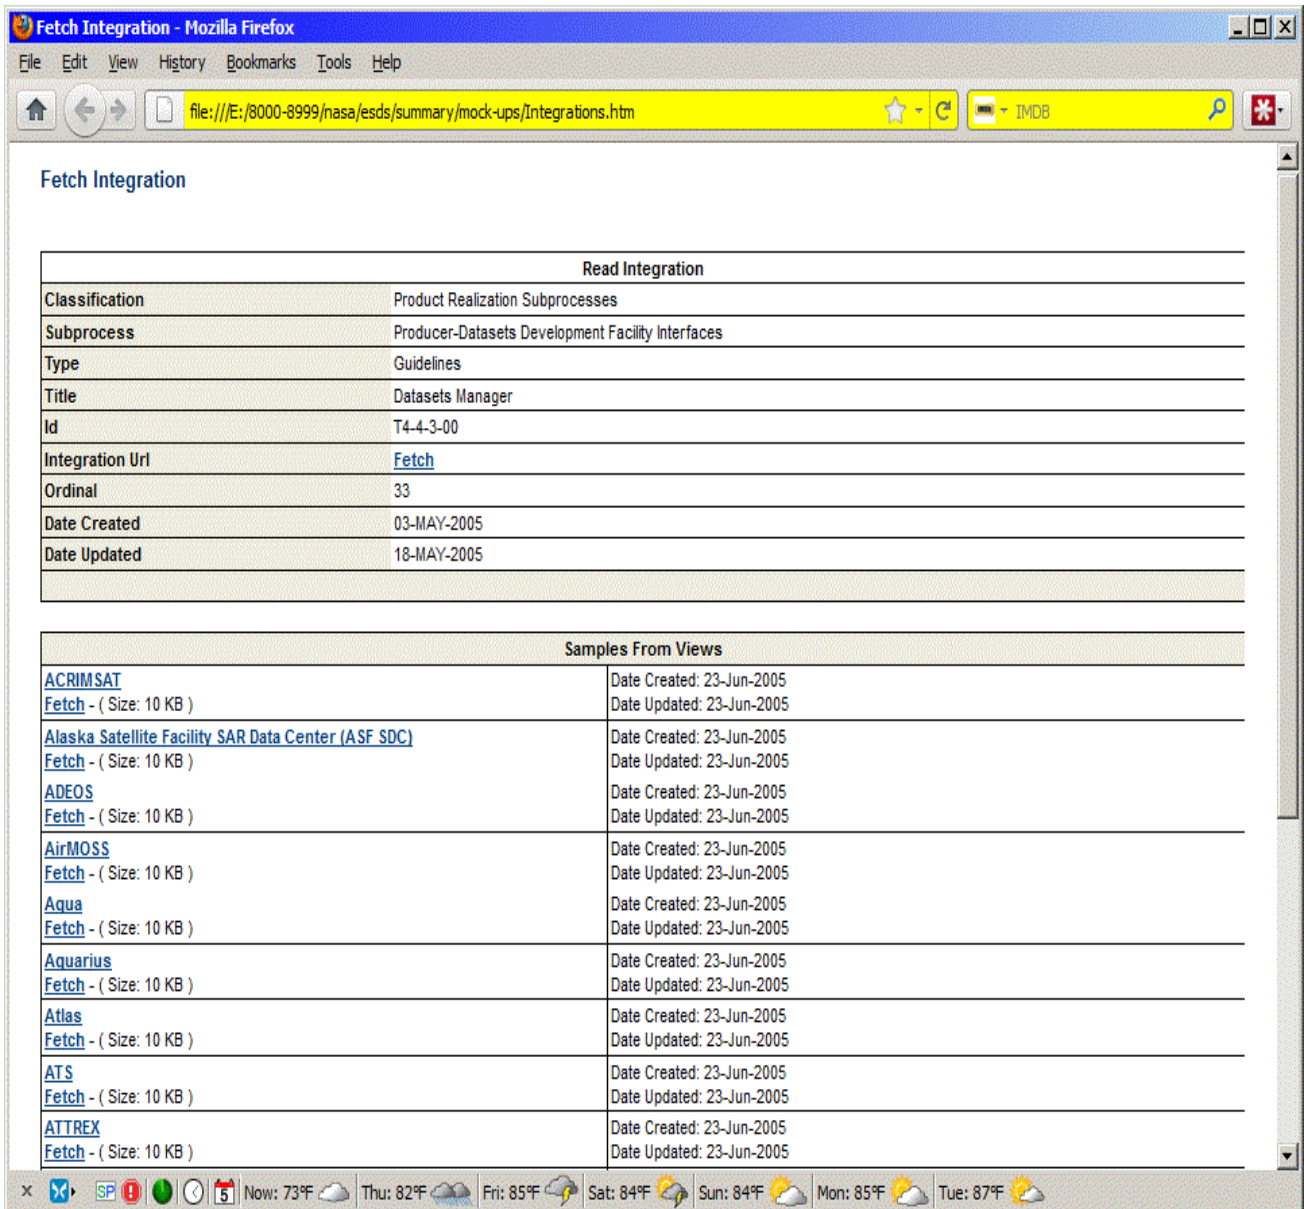 Fetch Integration - Mozilla Firefox
File Edit View History Bookmarks Tools Help
file:///E:/8000-8999/nasa/esds/summary/mock-ups/Integrations.htm IMDB
Fetch Integration
Read Integration
Classification Product Realization Subprocesses
Subprocess Producer-Datasets Development Facility Interfaces
Type Guidelines
Title Datasets Manager
Id T4-4-3-00
Integration Url Fetch
Ordinal 33
Date Created 03-MAY-2005
Date Updated 18-MAY-2005
Samples From Views
ACRIMSAT Date Created: 23-Jun-2005
Fetch - ( Size: 10 KB ) Date Updated: 23-Jun-2005
Alaska Satellite Facility SAR Data Center (ASF SDC) Date Created: 23-Jun-2005
Fetch - ( Size: 10 KB ) Date Updated: 23-Jun-2005
ADEOS Date Created: 23-Jun-2005
Fetch - ( Size: 10 KB ) Date Updated: 23-Jun-2005
AirMOSS Date Created: 23-Jun-2005
Fetch - ( Size: 10 KB ) Date Updated: 23-Jun-2005
Aqua Date Created: 23-Jun-2005
Fetch - ( Size: 10 KB ) Date Updated: 23-Jun-2005
Aquarius Date Created: 23-Jun-2005
Fetch - ( Size: 10 KB ) Date Updated: 23-Jun-2005
Atlas Date Created: 23-Jun-2005
Fetch - ( Size: 10 KB ) Date Updated: 23-Jun-2005
ATS Date Created: 23-Jun-2005
Fetch - ( Size: 10 KB ) Date Updated: 23-Jun-2005
ATTREX Date Created: 23-Jun-2005
Fetch - ( Size: 10 KB ) Date Updated: 23-Jun-2005
SP 5 Now: 73°F Thu: 82°F Fri: 85°F Sat: 84°F Sun: 84°F Mon: 85°F Tue: 87°F